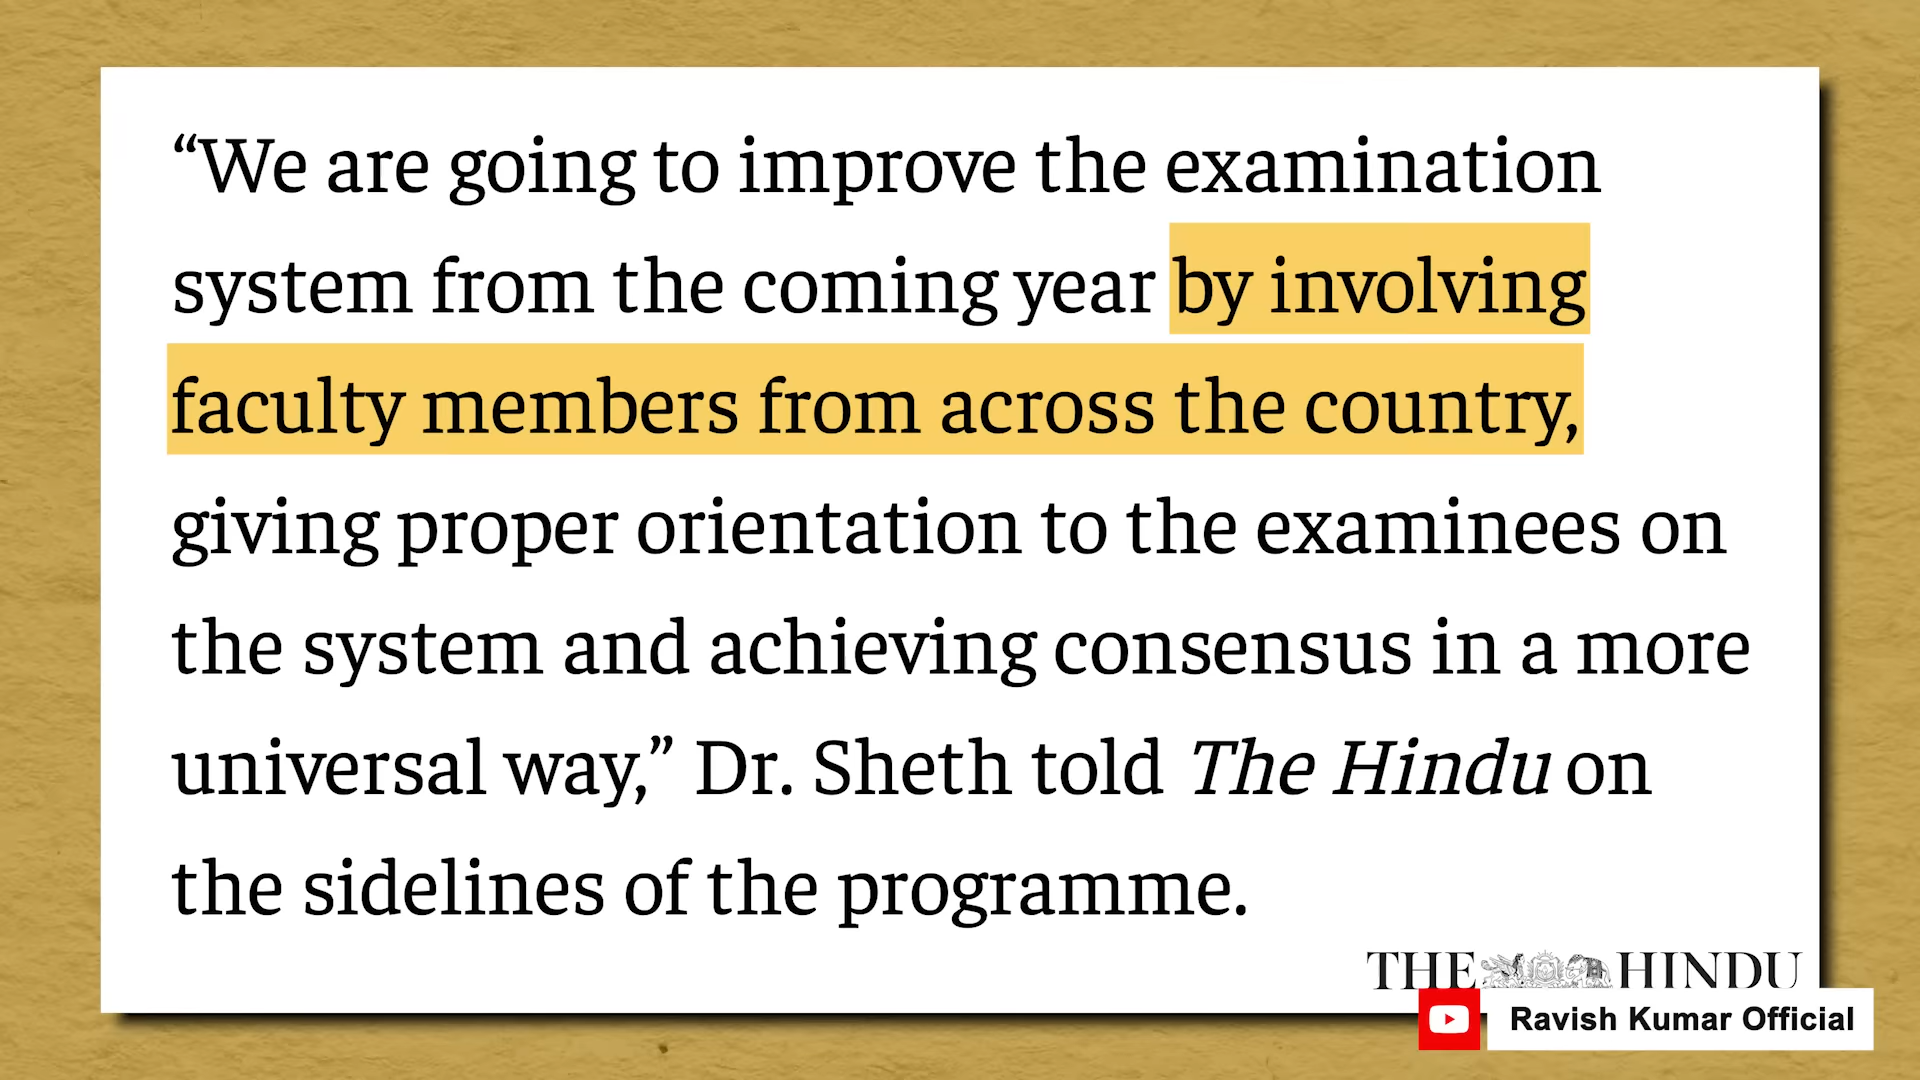 “We are going to improve the examination
system from the coming year by involving
faculty members from across the country,
giving proper orientation to the examinees on
the system and achieving consensus in a more
universal way,” Dr. Sheth told The Hindu on
the sidelines of the programme.
THE HINDU
Ravish Kumar Official